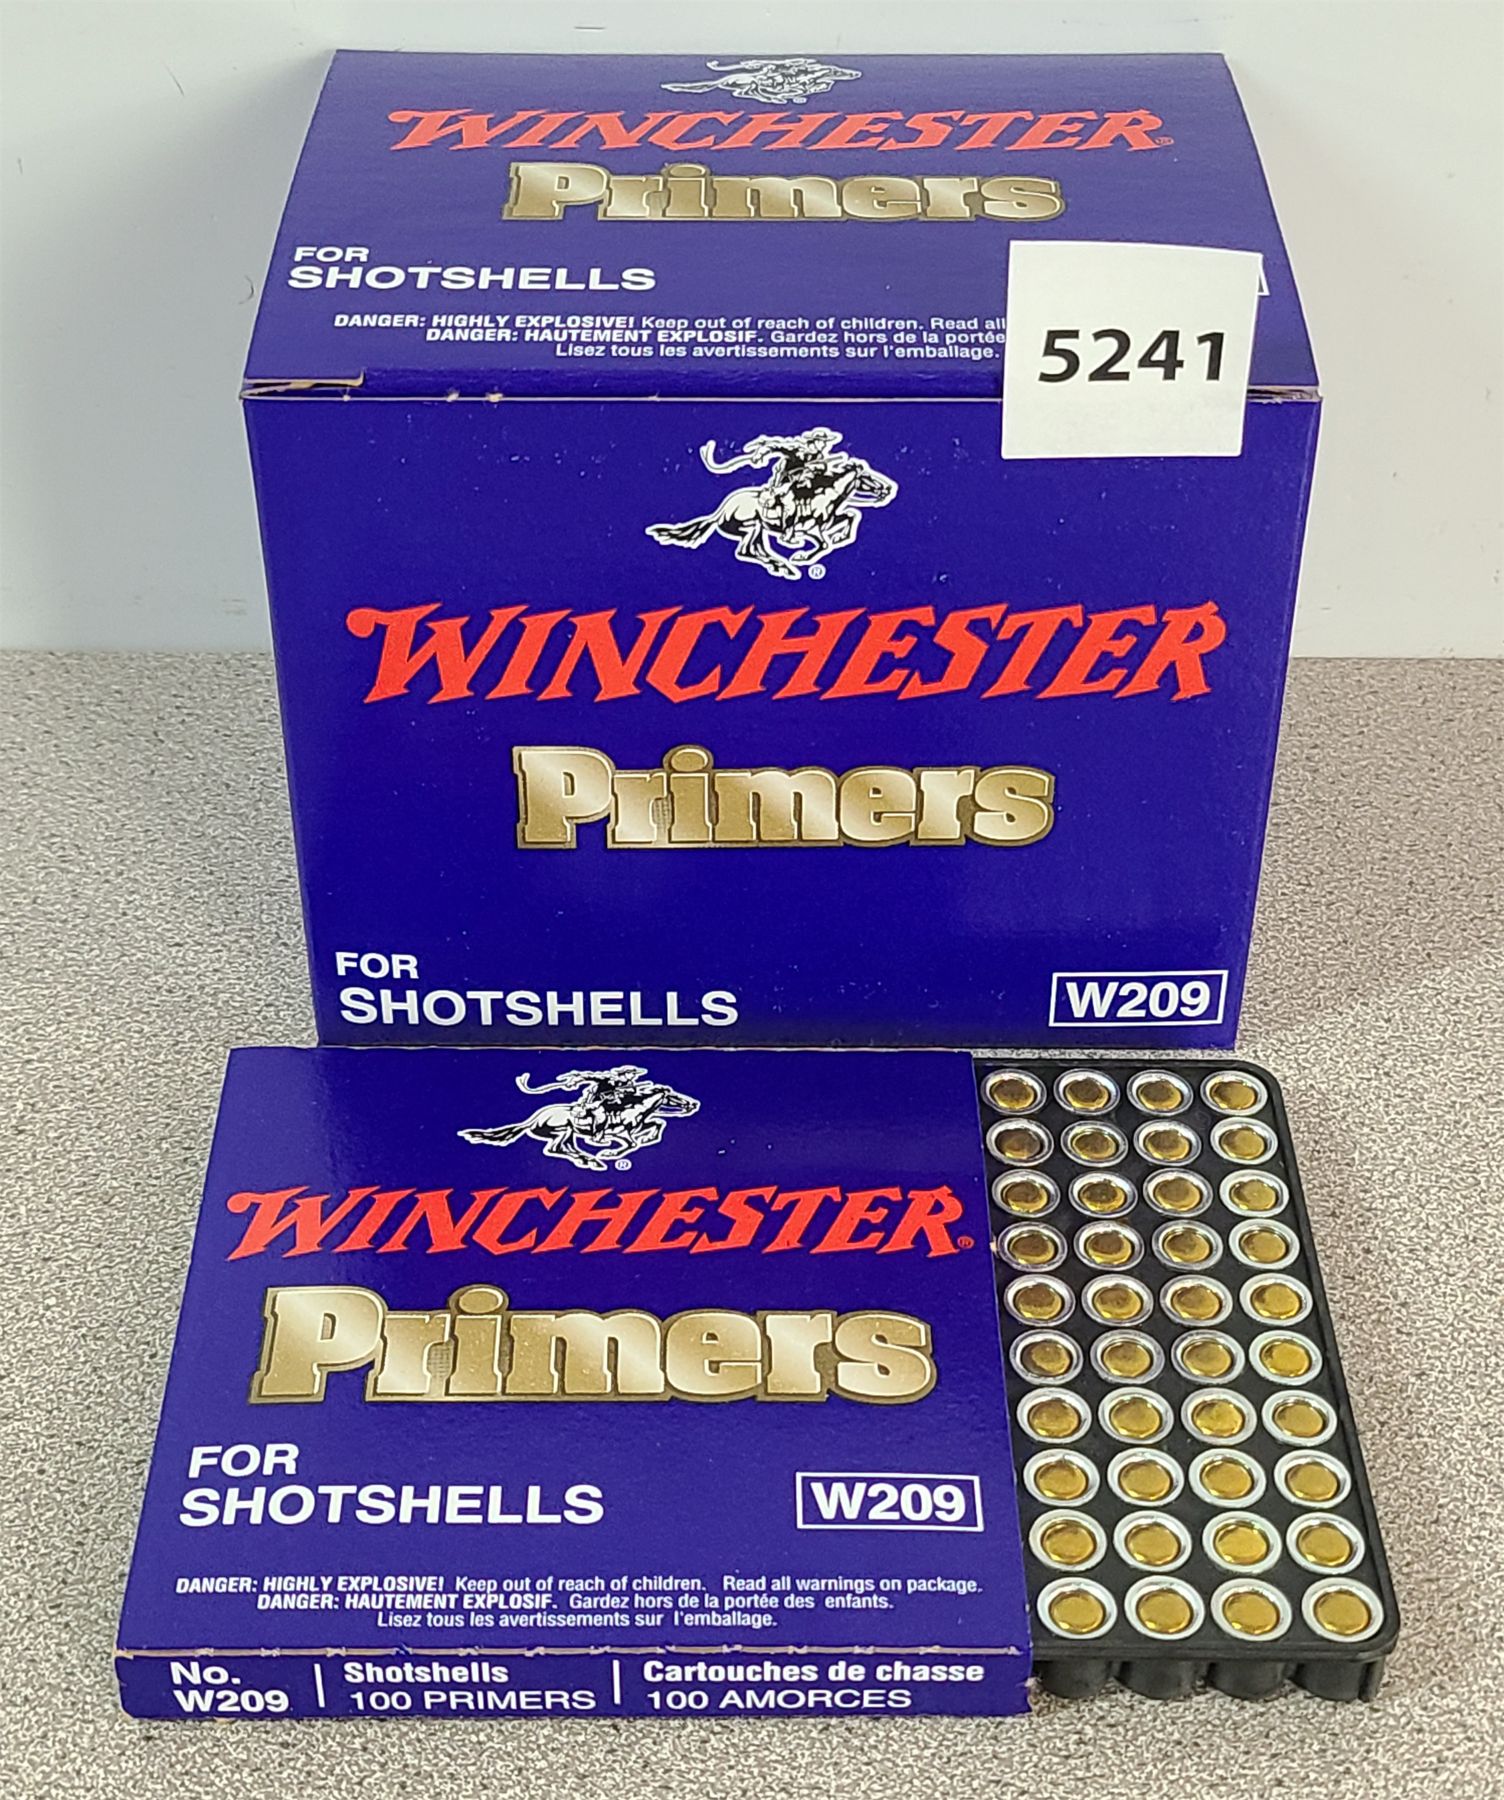 WINCHESTER®
Primers
FOR
SHOTSHELLS
DANGER: HIGHLY EXPLOSIVE! Keep out of reach of children. Read all
DANGER: HAUTEMENT EXPLOSIF. Gardez hors de la portée
Lisez tous les avertissements sur l'emballage.
5241
®
WINCHESTER
Primers
FOR
SHOTSHELLS
W209
®
WINCHESTER®
Primers
FOR
SHOTSHELLS
W209
DANGER: HIGHLY EXPLOSIVE! Keep out of reach of children. Read all warnings on package.
DANGER: HAUTEMENT EXPLOSIF. Gardez hors de la portée des enfants.
Lisez tous les avertissements sur l'emballage.
No. | Shotshells | Cartouches de chasse
W209 | 100 PRIMERS | 100 AMORCES